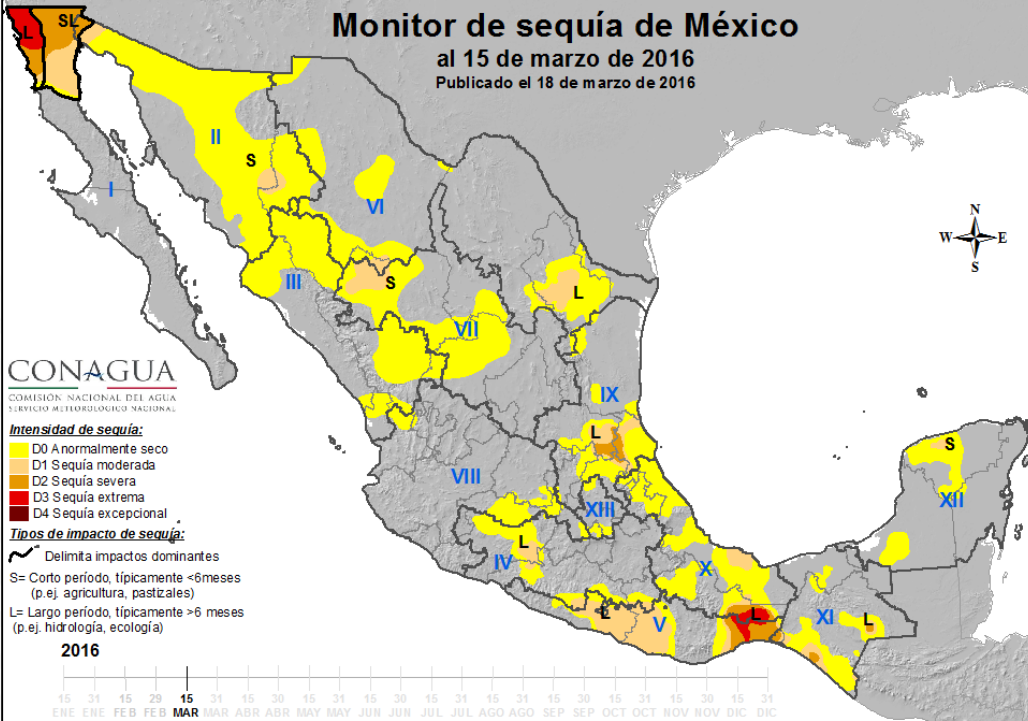 Monitor de sequía de México
al 15 de marzo de 2016
Publicado el 18 de marzo de 2016
L
SL
II
S
I
VI
N
W E
S
III
S
L
VII
CONAGUA
COMISIÓN NACIONAL DEL AGUA
SERVICIO METEOROLÓGICO NACIONAL
IX
Intensidad de sequía:
D0 Anormalmente seco
D1 Sequía moderada
D2 Sequía severa
D3 Sequía extrema
D4 Sequía excepcional
L
S
VIII
XII
XIII
Tipos de impacto de sequía:
Delimita impactos dominantes
S= Corto período, típicamente <6meses
(p.ej. agricultura, pastizales)
L= Largo período, típicamente >6 meses
(p.ej. hidrología, ecología)
L
IV
X
L
V
L
XI
L
2016
15 31 15 29 15 31 15 30 15 31 15 30 15 31 15 31 15 30 15 31 15 30 15 31
ENE ENE FEB FEB MAR MAR ABR ABR MAY MAY JUN JUN JUL JUL AGO AGO SEP SEP OCT OCT NOV NOV DIC DIC